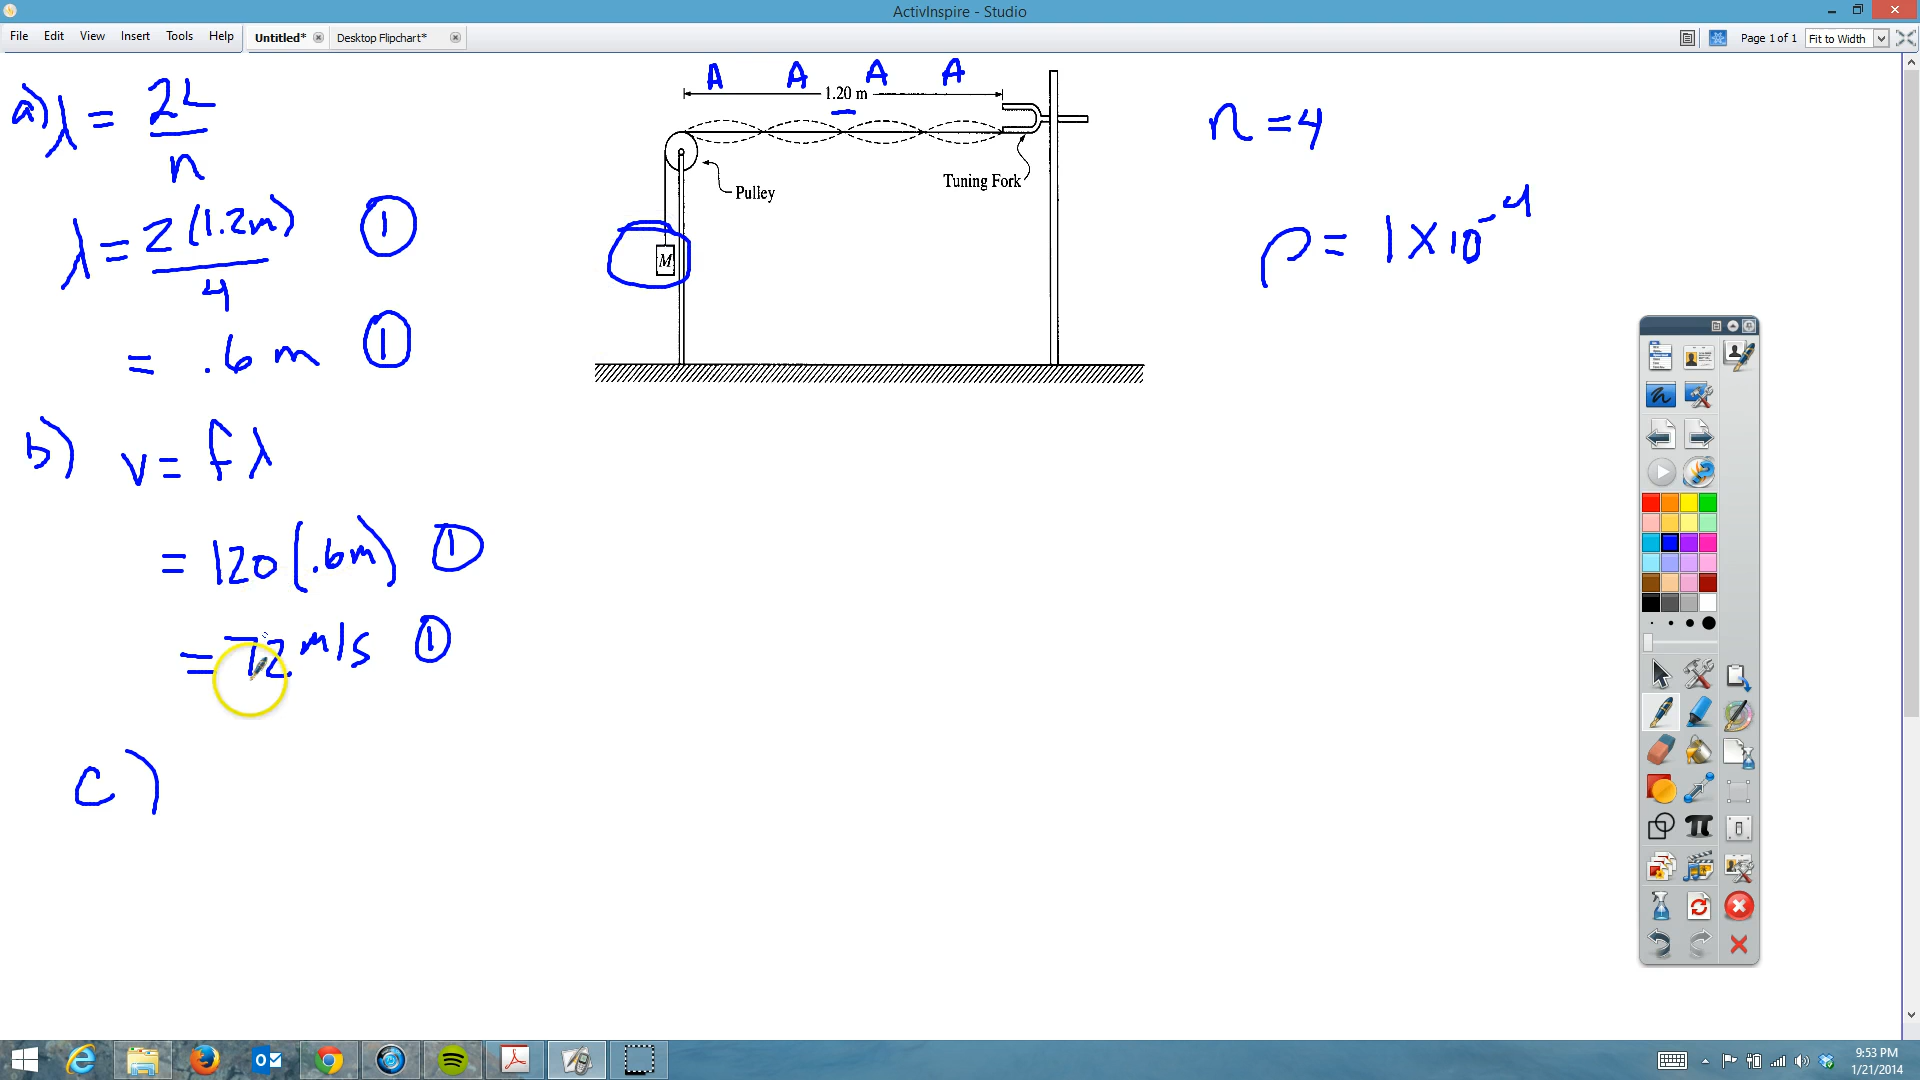 ActivInspire - Studio
File Edit View Insert Tools Help
Untitled* Desktop Flipchart*
Page 1 of 1 Fit to Width
a) λ = 2L / n
λ = 2(1.2m) / 4 ①
= .6 m ①
b) v = fλ
= 120(.6m) ①
= 72. m/s ①
c)
A A A A
1.20 m
Pulley
Tuning Fork
M
n = 4
ρ = 1 × 10⁻⁴
9:53 PM
1/21/2014